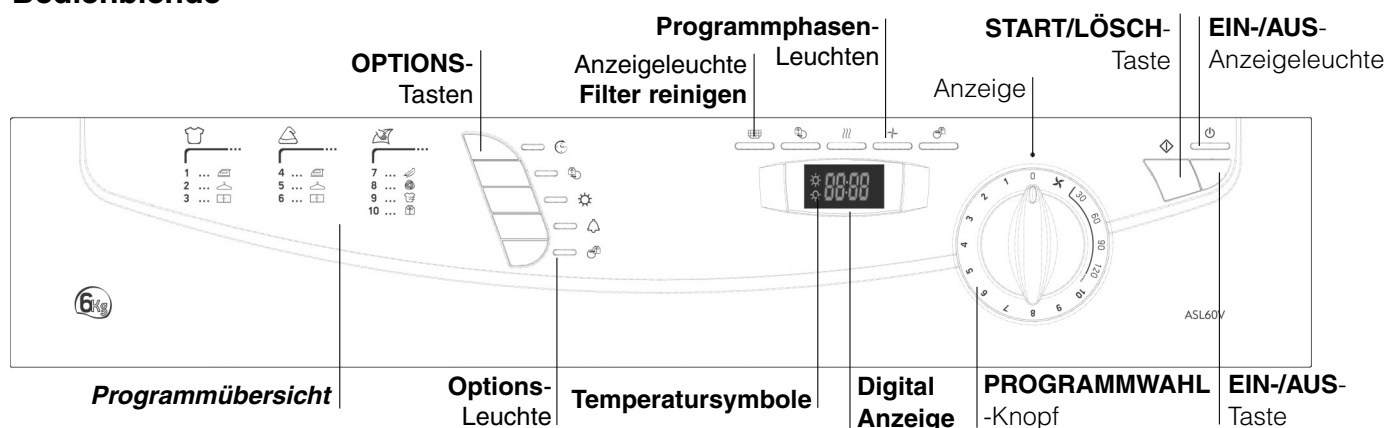 Bedienblende
Programmphasen-
Leuchten
START/LÖSCH-
Taste
EIN-/AUS-
Anzeigeleuchte
OPTIONS-
Tasten
Anzeigeleuchte
Filter reinigen
Anzeige
1 ...
2 ...
3 ...
4 ...
5 ...
6 ...
7 ...
8 ...
9 ...
10 ...
88:88
0
30
60
90
120
10
9
8
7
6
5
4
3
2
1
6Kg
ASL60V
Programmübersicht
Options-
Leuchte
Temperatursymbole
Digital
Anzeige
PROGRAMMWAHL
-Knopf
EIN-/AUS-
Taste